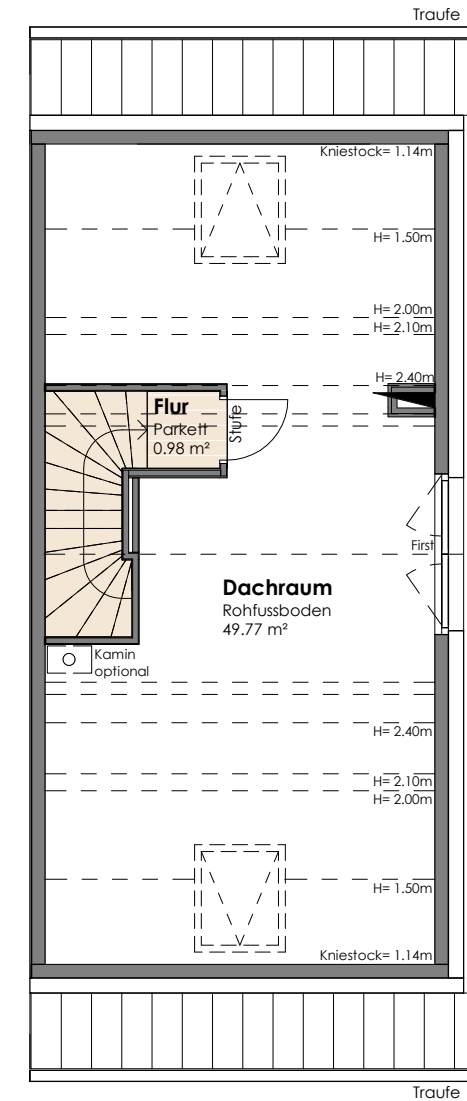 Traufe
Kniestock= 1.14m
H= 1.50m
H= 2.00m
H= 2.10m
H= 2.40m
Flur
Parkett
0.98 m²
Stufe
First
Dachraum
Rohfussboden
49.77 m²
Kamin
optional
H= 2.40m
H= 2.10m
H= 2.00m
H= 1.50m
Kniestock= 1.14m
Traufe